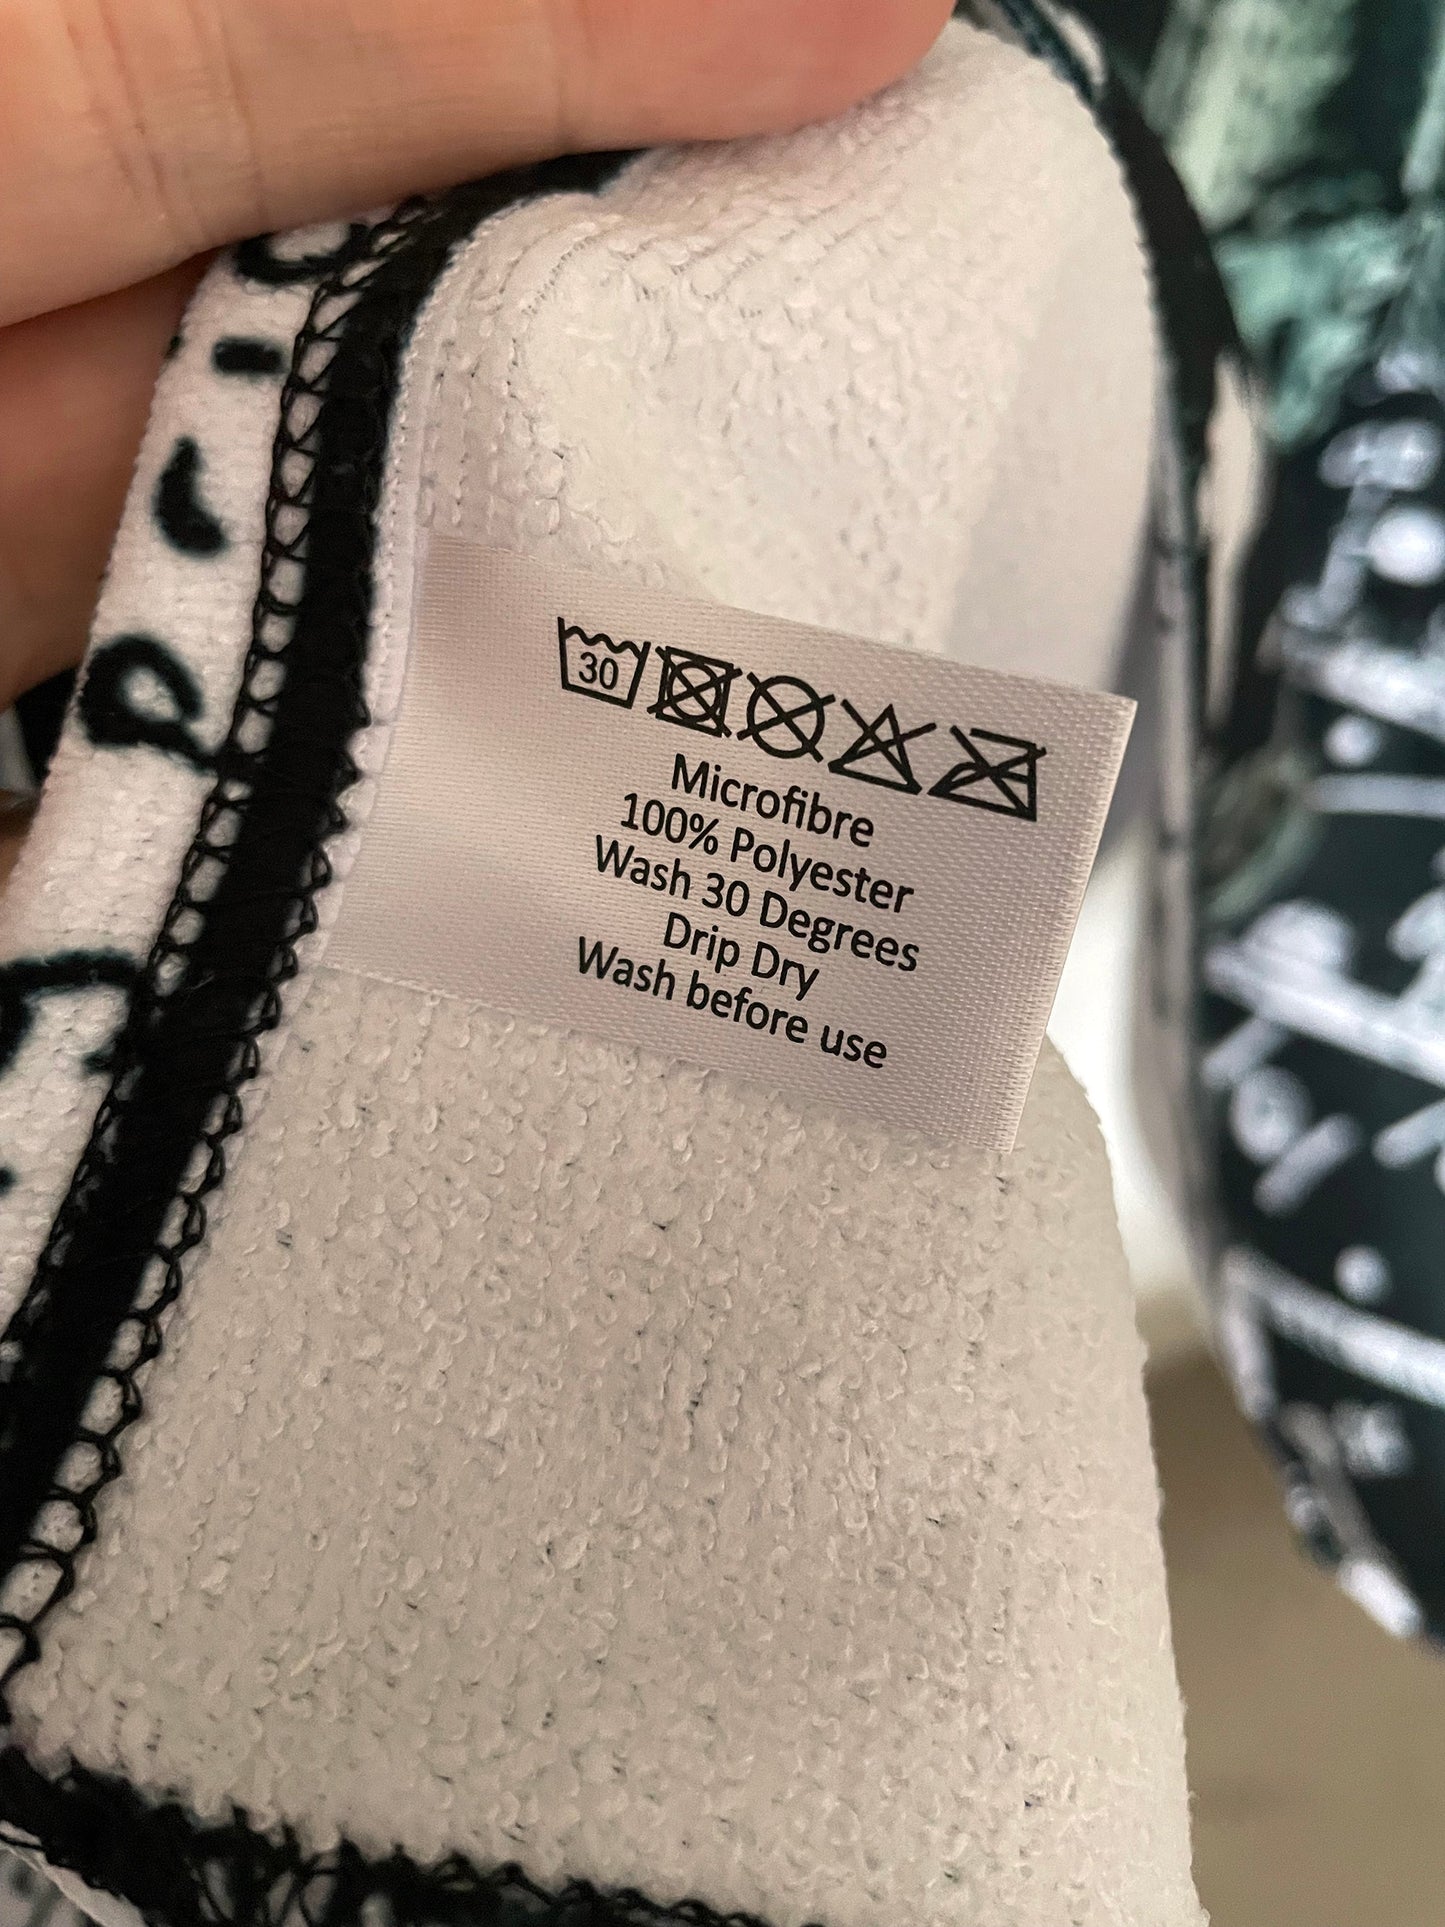 30
Microfibre
100% Polyester
Wash 30 Degrees
Drip Dry
Wash before use